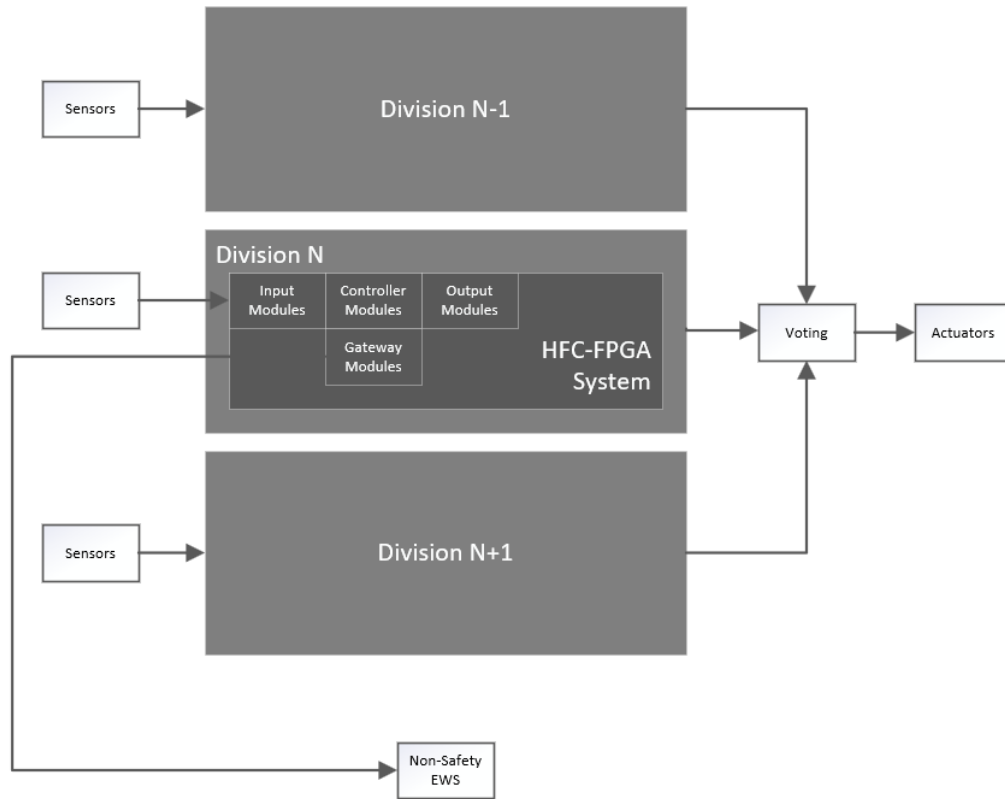 Sensors
Division N-1
Division N
Sensors
Input
Modules
Controller
Modules
Output
Modules
Gateway
Modules
HFC-FPGA
System
Voting
Actuators
Sensors
Division N+1
Non-Safety
EWS